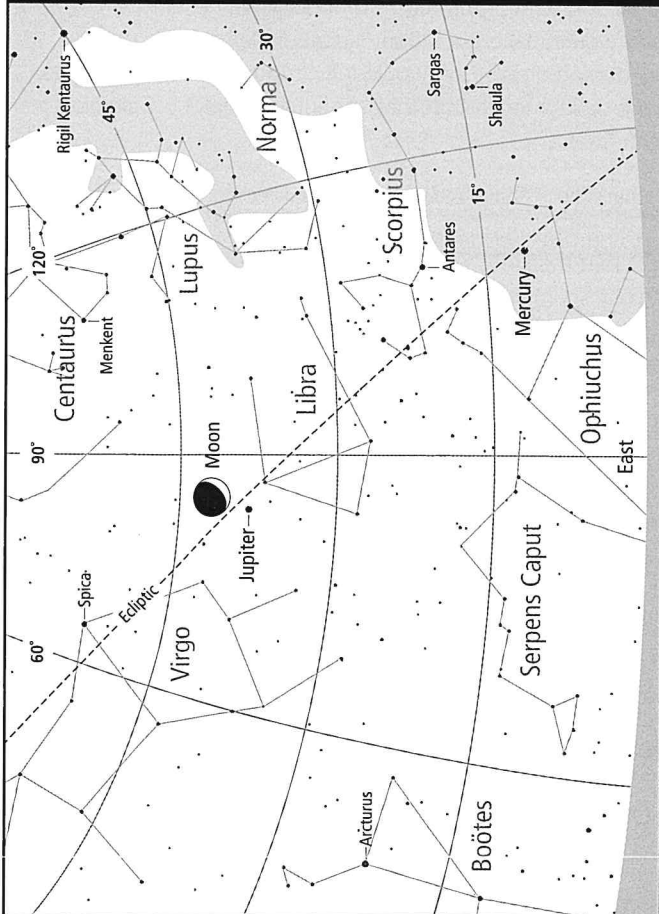 60°
90°
120°
Centaurus
Rigil Kentaurus
Spica
Menkent
45°
Ecliptic
Virgo
Lupus
Moon
Jupiter
30°
Norma
Libra
Arcturus
Scorpius
Sargas
Antares
15°
Boötes
Shaula
Mercury
Serpens Caput
Ophiuchus
East